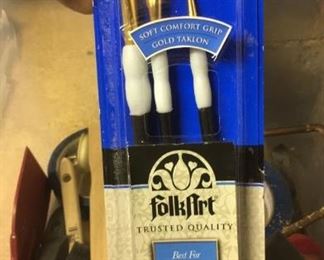 SOFT COMFORT GRIP
GOLD TAKLON
FolkArt
TRUSTED QUALITY
Best For